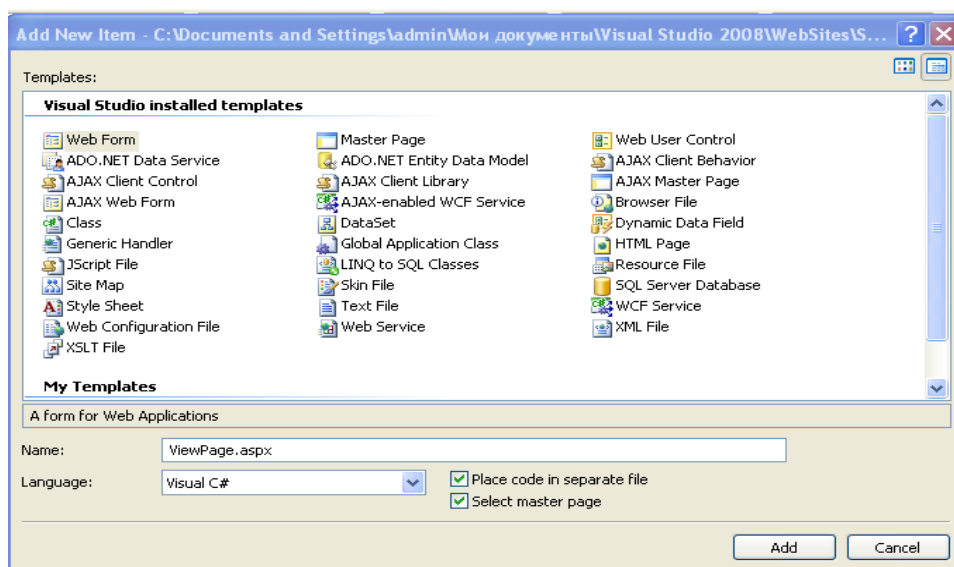 Add New Item - C:\Documents and Settings\admin\Мои документы\Visual Studio 2008\WebSites\S...
Templates:
Visual Studio installed templates
Web Form Master Page Web User Control
ADO.NET Data Service ADO.NET Entity Data Model AJAX Client Behavior
AJAX Client Control AJAX Client Library AJAX Master Page
AJAX Web Form AJAX-enabled WCF Service Browser File
Class DataSet Dynamic Data Field
Generic Handler Global Application Class HTML Page
JScript File LINQ to SQL Classes Resource File
Site Map Skin File SQL Server Database
Style Sheet Text File WCF Service
Web Configuration File Web Service XML File
XSLT File
My Templates
A form for Web Applications
Name: ViewPage.aspx
Language: Visual C# Place code in separate file
Select master page
Add Cancel